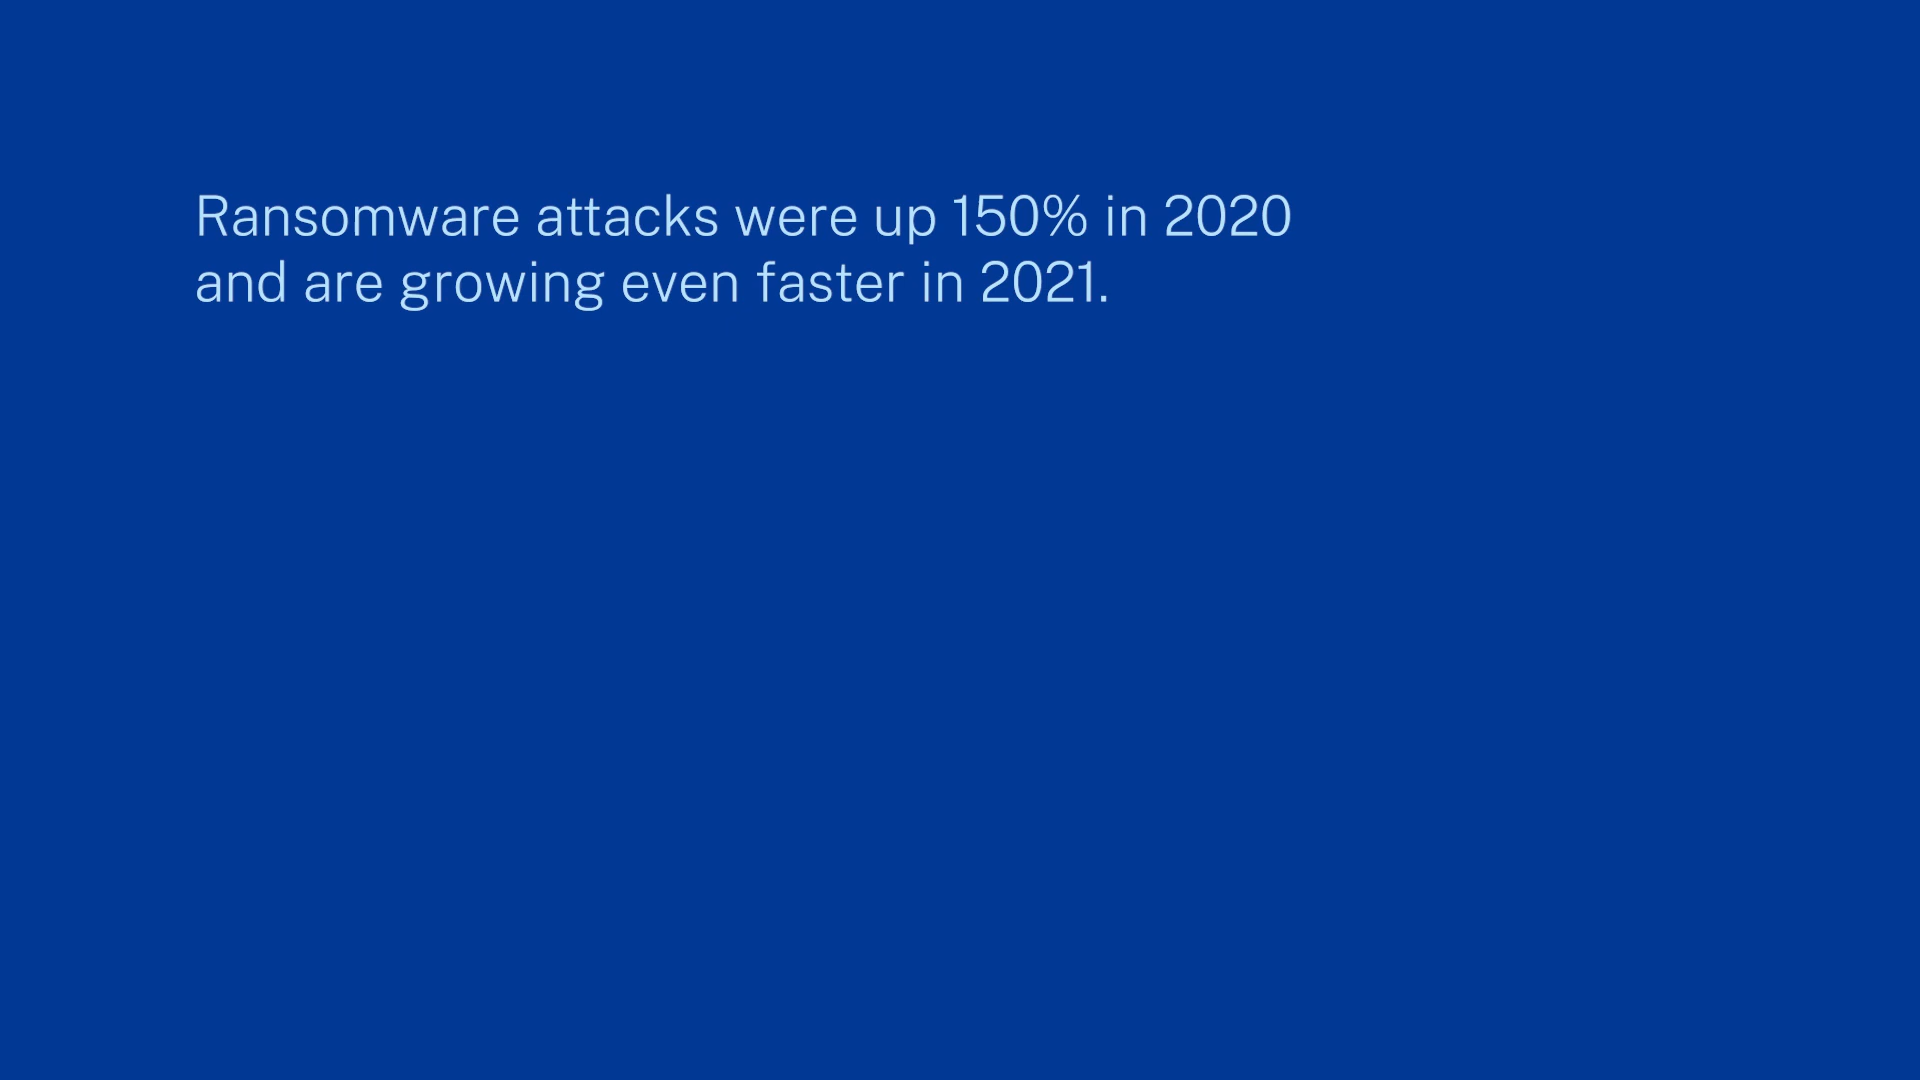 Ransomware attacks were up 150% in 2020
and are growing even faster in 2021.